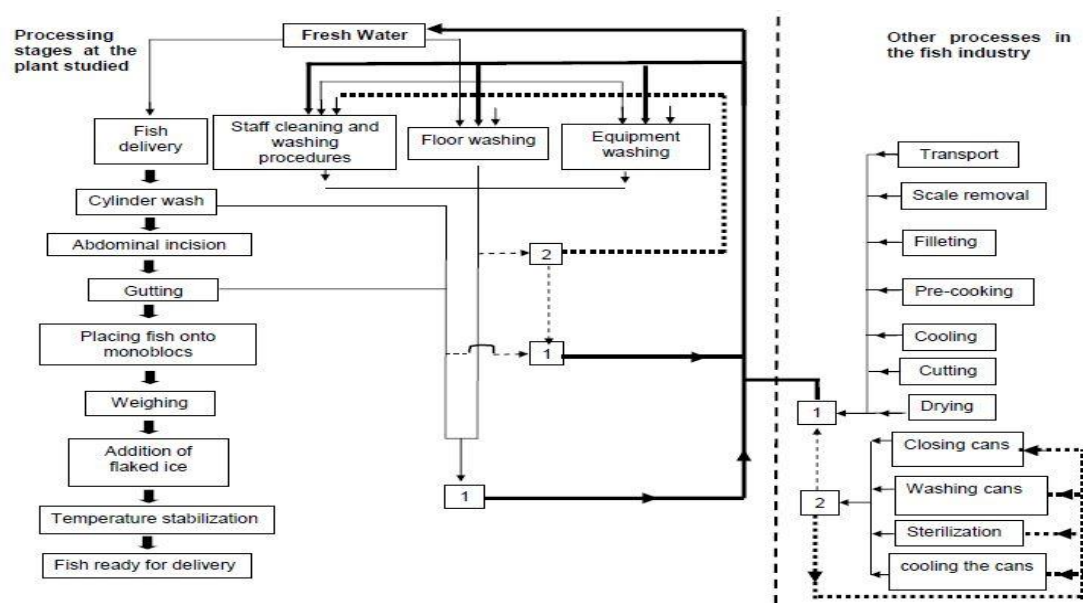 Processing
stages at the
plant studied
Fresh Water
Other processes in
the fish industry
Fish
delivery
Staff cleaning and
washing
procedures
Floor washing
Equipment
washing
Cylinder wash
Abdominal incision
Gutting
Placing fish onto
monoblocs
Weighing
Addition of
flaked ice
Temperature stabilization
Fish ready for delivery
2
1
1
Transport
Scale removal
Filleting
Pre-cooking
Cooling
Cutting
Drying
1
Closing cans
Washing cans
2
Sterilization
cooling the cans